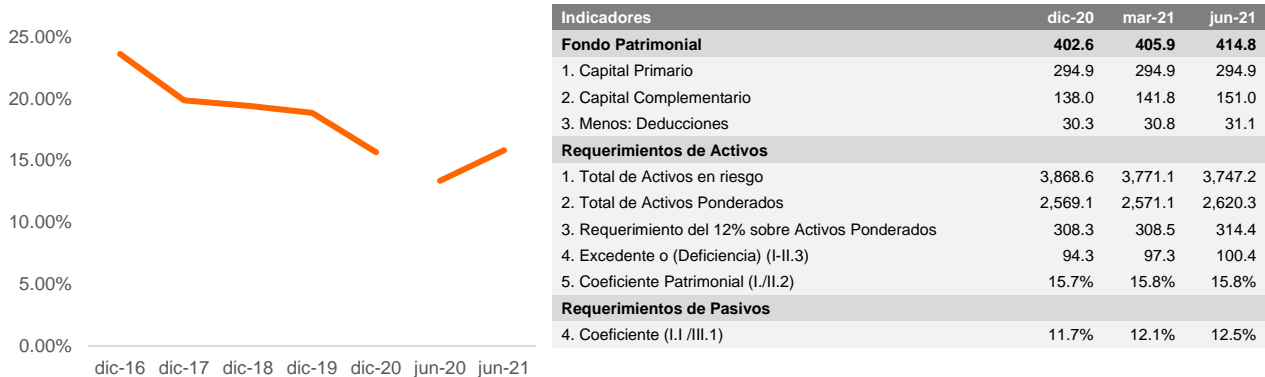 25.00%
20.00%
15.00%
10.00%
5.00%
0.00%
dic-16 dic-17 dic-18 dic-19 dic-20 jun-20 jun-21
Indicadores dic-20 mar-21 jun-21
Fondo Patrimonial 402.6 405.9 414.8
1. Capital Primario 294.9 294.9 294.9
2. Capital Complementario 138.0 141.8 151.0
3. Menos: Deducciones 30.3 30.8 31.1
Requerimientos de Activos
1. Total de Activos en riesgo 3,868.6 3,771.1 3,747.2
2. Total de Activos Ponderados 2,569.1 2,571.1 2,620.3
3. Requerimiento del 12% sobre Activos Ponderados 308.3 308.5 314.4
4. Excedente o (Deficiencia) (I-II.3) 94.3 97.3 100.4
5. Coeficiente Patrimonial (I./II.2) 15.7% 15.8% 15.8%
Requerimientos de Pasivos
4. Coeficiente (I.I /III.1) 11.7% 12.1% 12.5%